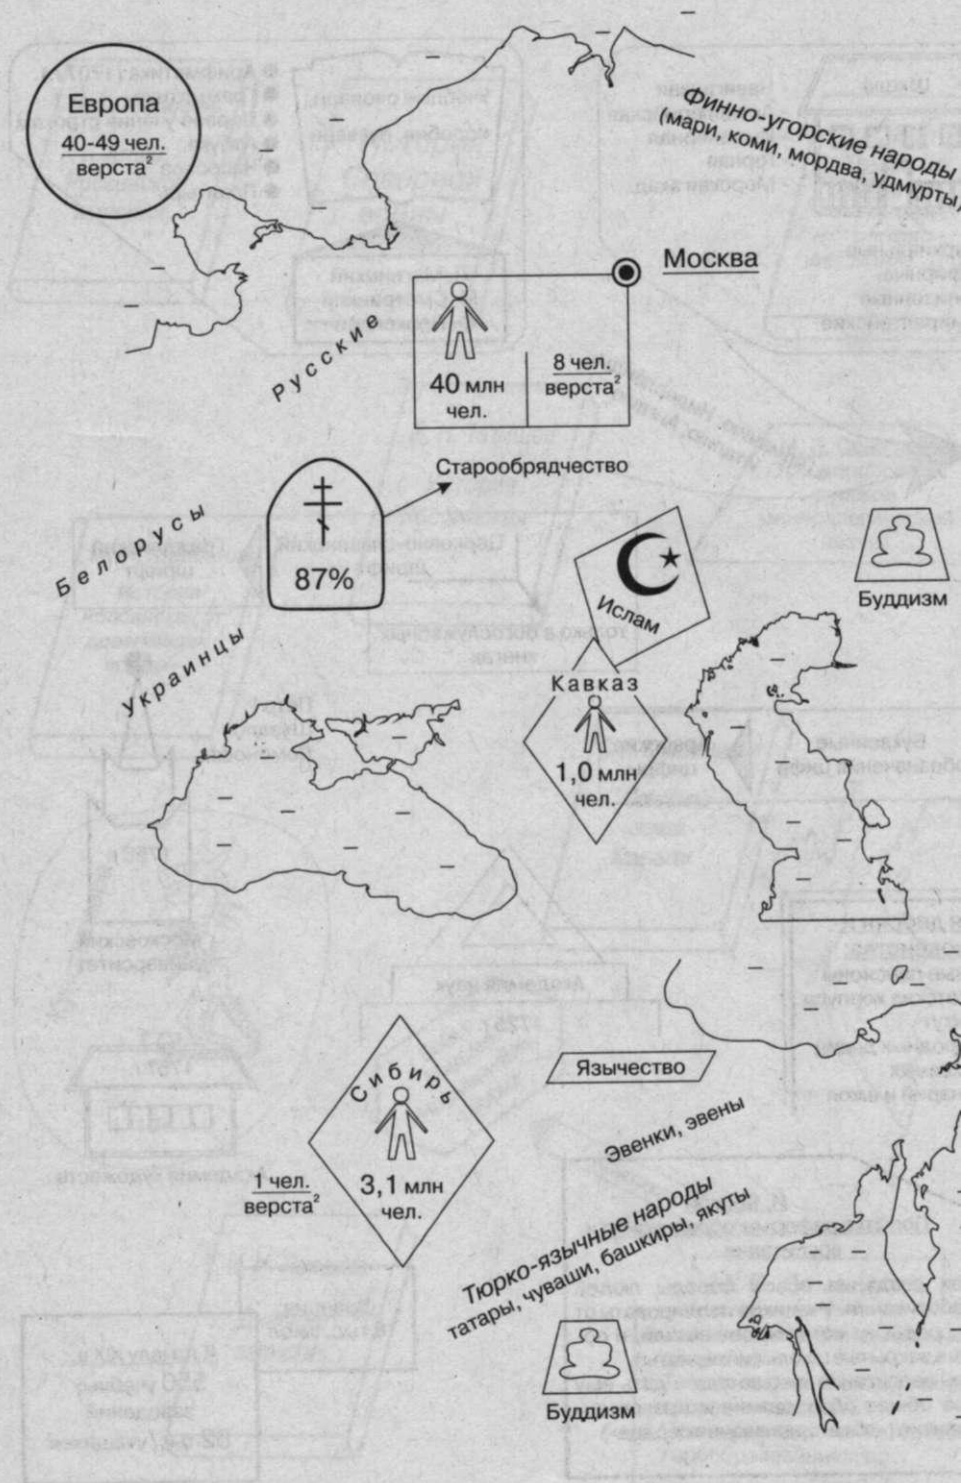 Европа
40-49 чел.
верста²
Финно-угорские народы
(мари, коми, мордва, удмурты)
Москва
Русские
40 млн
чел.
8 чел.
верста²
Старообрядчество
87%
Белорусы
Украинцы
Ислам
Буддизм
Кавказ
1,0 млн
чел.
Язычество
Сибирь
3,1 млн
чел.
1 чел.
верста²
Эвенки, эвены
Тюрко-язычные народы
татары, чуваши, башкиры, якуты
Буддизм